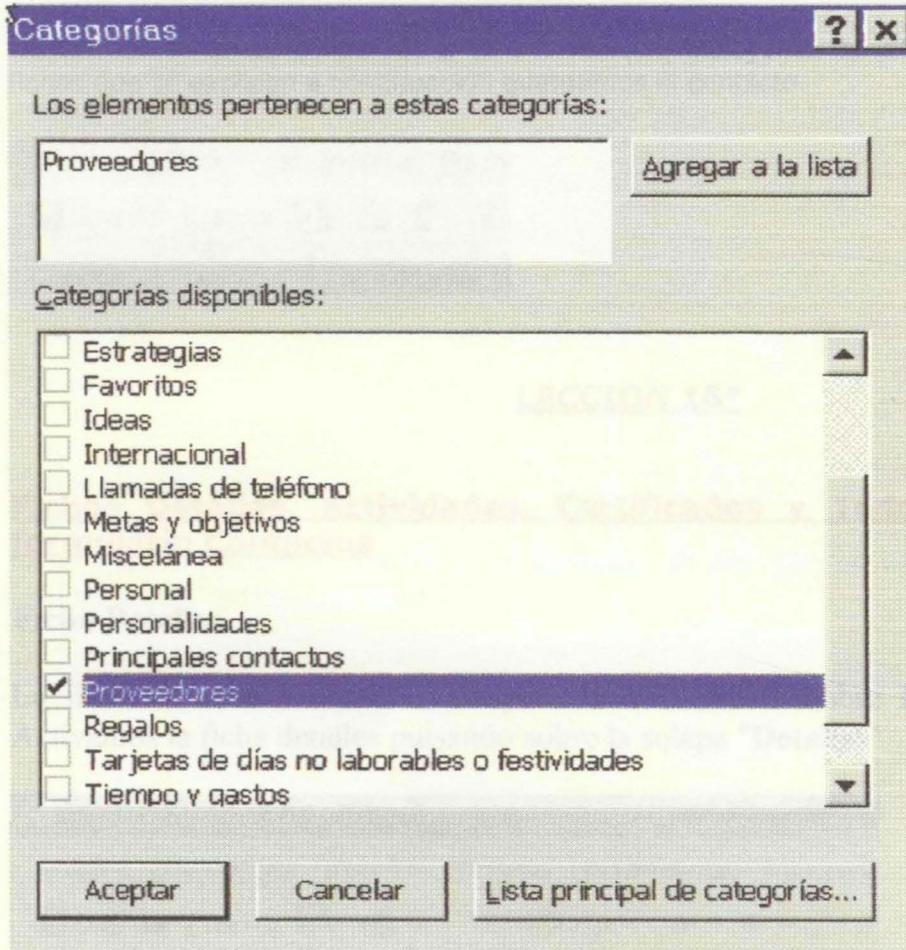 Categorías
Los elementos pertenecen a estas categorías:
Proveedores
Agregar a la lista
Categorías disponibles:
Estrategias
Favoritos
Ideas
Internacional
Llamadas de teléfono
Metas y objetivos
Miscelánea
Personal
Personalidades
Principales contactos
Proveedores
Regalos
Tarjetas de días no laborables o festividades
Tiempo y gastos
Aceptar
Cancelar
Lista principal de categorías...